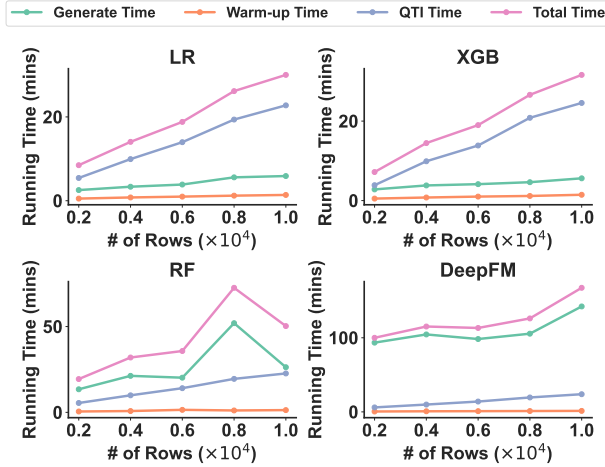 Generate Time Warm-up Time QTI Time Total Time
LR
Running Time (mins)
20
0
0.2 0.4 0.6 0.8 1.0
# of Rows (×10⁴)
XGB
Running Time (mins)
20
0
0.2 0.4 0.6 0.8 1.0
# of Rows (×10⁴)
RF
Running Time (mins)
50
0
0.2 0.4 0.6 0.8 1.0
# of Rows (×10⁴)
DeepFM
Running Time (mins)
100
0
0.2 0.4 0.6 0.8 1.0
# of Rows (×10⁴)